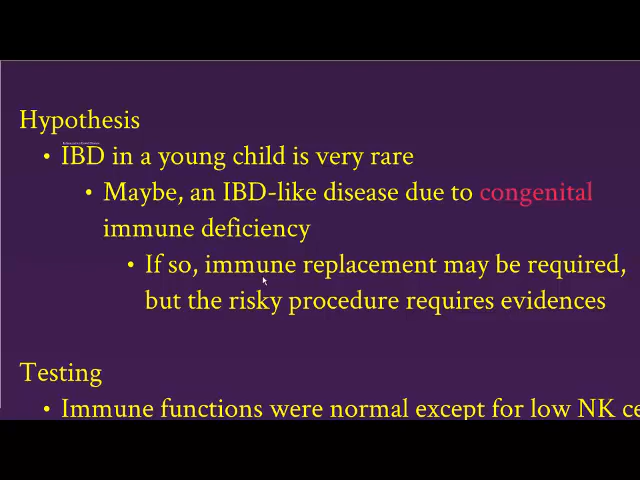 Hypothesis
• IBD in a young child is very rare
• Maybe, an IBD-like disease due to congenital
immune deficiency
• If so, immune replacement may be required,
but the risky procedure requires evidences
Testing
• Immune functions were normal except for low NK ce